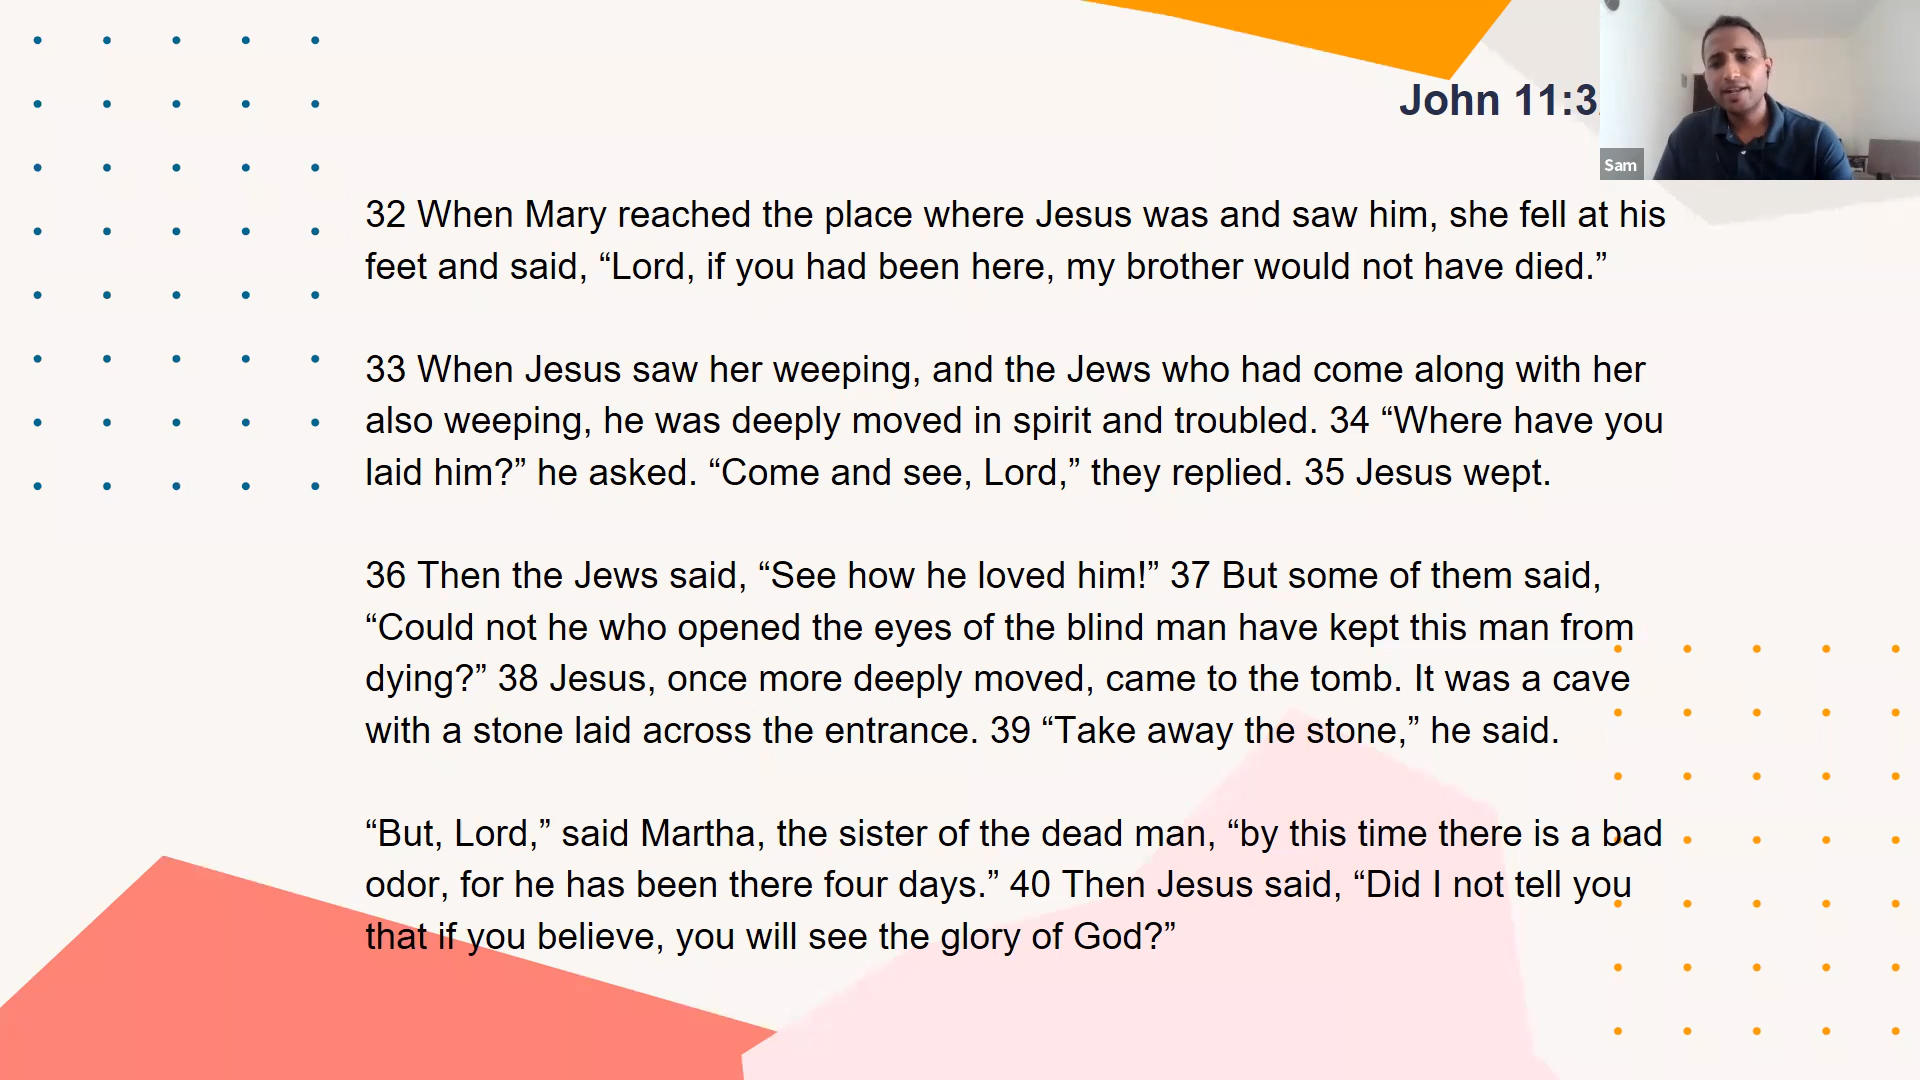 John 11:3
Sam
32 When Mary reached the place where Jesus was and saw him, she fell at his
feet and said, “Lord, if you had been here, my brother would not have died.”
33 When Jesus saw her weeping, and the Jews who had come along with her
also weeping, he was deeply moved in spirit and troubled. 34 “Where have you
laid him?” he asked. “Come and see, Lord,” they replied. 35 Jesus wept.
36 Then the Jews said, “See how he loved him!” 37 But some of them said,
“Could not he who opened the eyes of the blind man have kept this man from
dying?” 38 Jesus, once more deeply moved, came to the tomb. It was a cave
with a stone laid across the entrance. 39 “Take away the stone,” he said.
“But, Lord,” said Martha, the sister of the dead man, “by this time there is a bad
odor, for he has been there four days.” 40 Then Jesus said, “Did I not tell you
that if you believe, you will see the glory of God?”